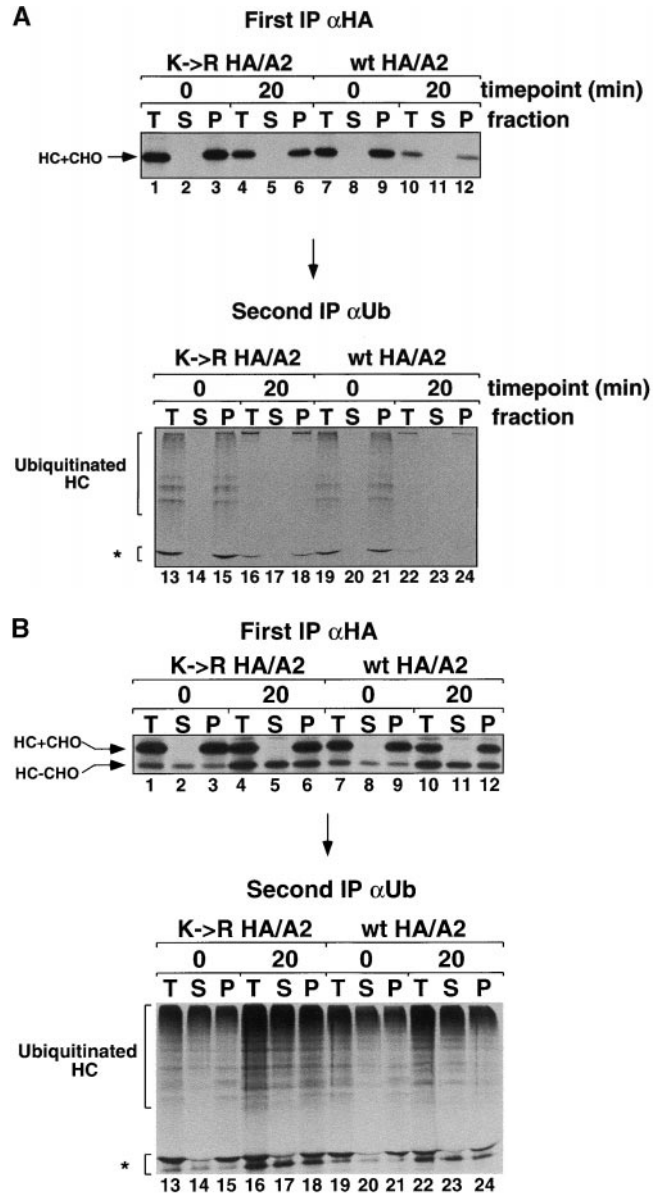 A
First IP αHA
K->R HA/A2 wt HA/A2
0 20 0 20 timepoint (min)
T S P T S P T S P T S P fraction
HC+CHO
1 2 3 4 5 6 7 8 9 10 11 12
Second IP αUb
K->R HA/A2 wt HA/A2
0 20 0 20 timepoint (min)
T S P T S P T S P T S P fraction
Ubiquitinated
HC
*
13 14 15 16 17 18 19 20 21 22 23 24
B
First IP αHA
K->R HA/A2 wt HA/A2
0 20 0 20
T S P T S P T S P T S P
HC+CHO
HC-CHO
1 2 3 4 5 6 7 8 9 10 11 12
Second IP αUb
K->R HA/A2 wt HA/A2
0 20 0 20
T S P T S P T S P T S P
Ubiquitinated
HC
*
13 14 15 16 17 18 19 20 21 22 23 24